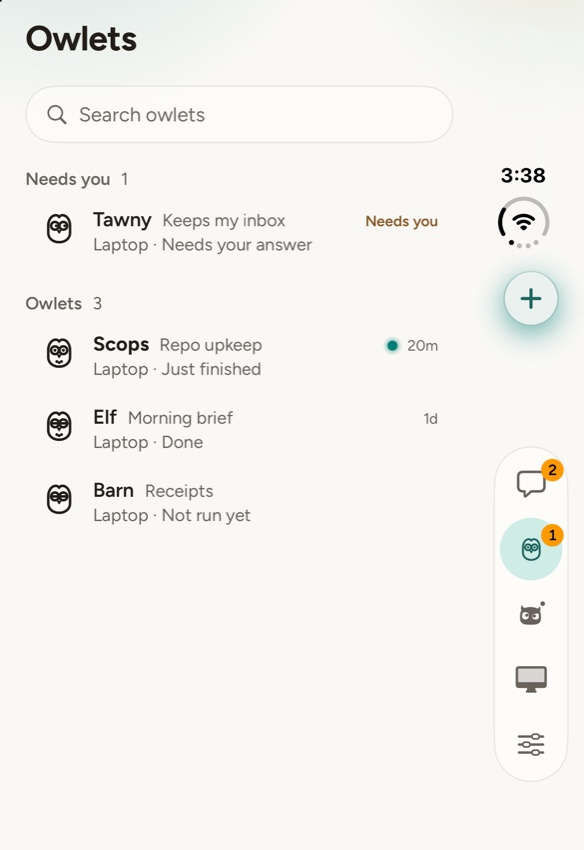 Owlets
Search owlets
3:38
Needs you 1
Tawny Keeps my inbox Needs you
Laptop · Needs your answer
Owlets 3
Scops Repo upkeep 20m
Laptop · Just finished
Elf Morning brief 1d
Laptop · Done
Barn Receipts
Laptop · Not run yet
2
1